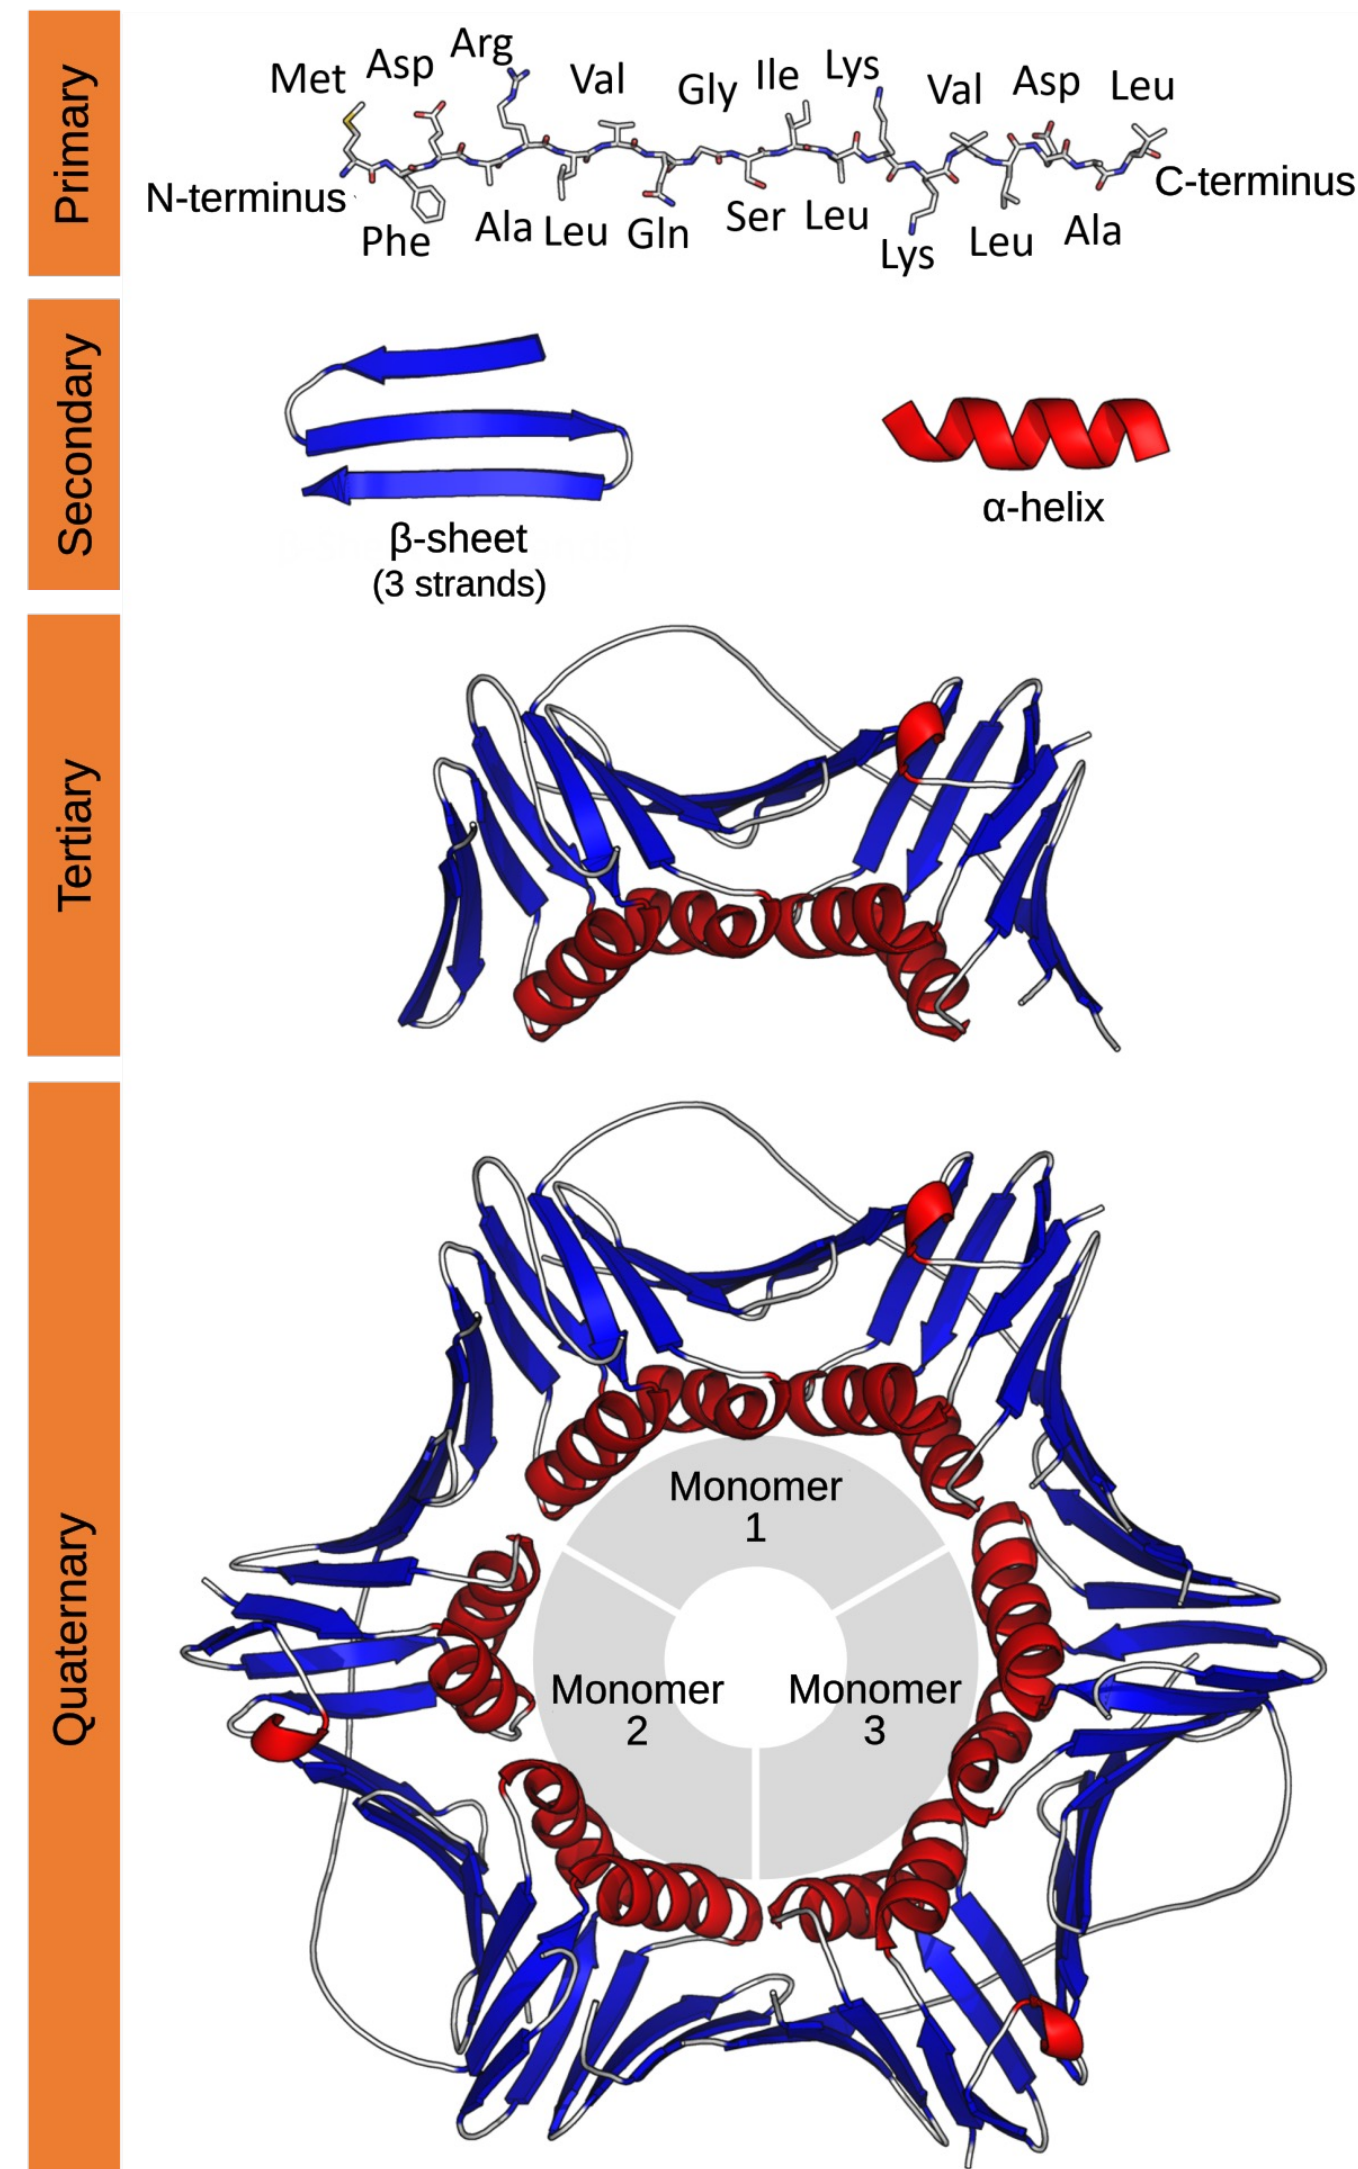 Primary
Met Asp Arg Val Gly Ile Lys Val Asp Leu
N-terminus
C-terminus
Phe Ala Leu Gln Ser Leu Lys Leu Ala
Secondary
β-sheet
(3 strands)
α-helix
Tertiary
Quaternary
Monomer
1
Monomer
2
Monomer
3